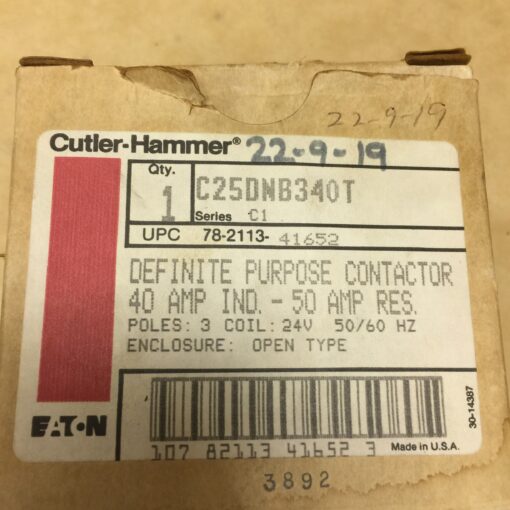 22-9-19
Cutler-Hammer® 22-9-19
Qty.
1
C25DNB340T
Series C1
UPC 78-2113- 41652
DEFINITE PURPOSE CONTACTOR
40 AMP IND. - 50 AMP RES.
POLES: 3 COIL: 24V 50/60 HZ
ENCLOSURE: OPEN TYPE
30-14387
EATON
107 82113 41652 3
Made in U.S.A.
3892